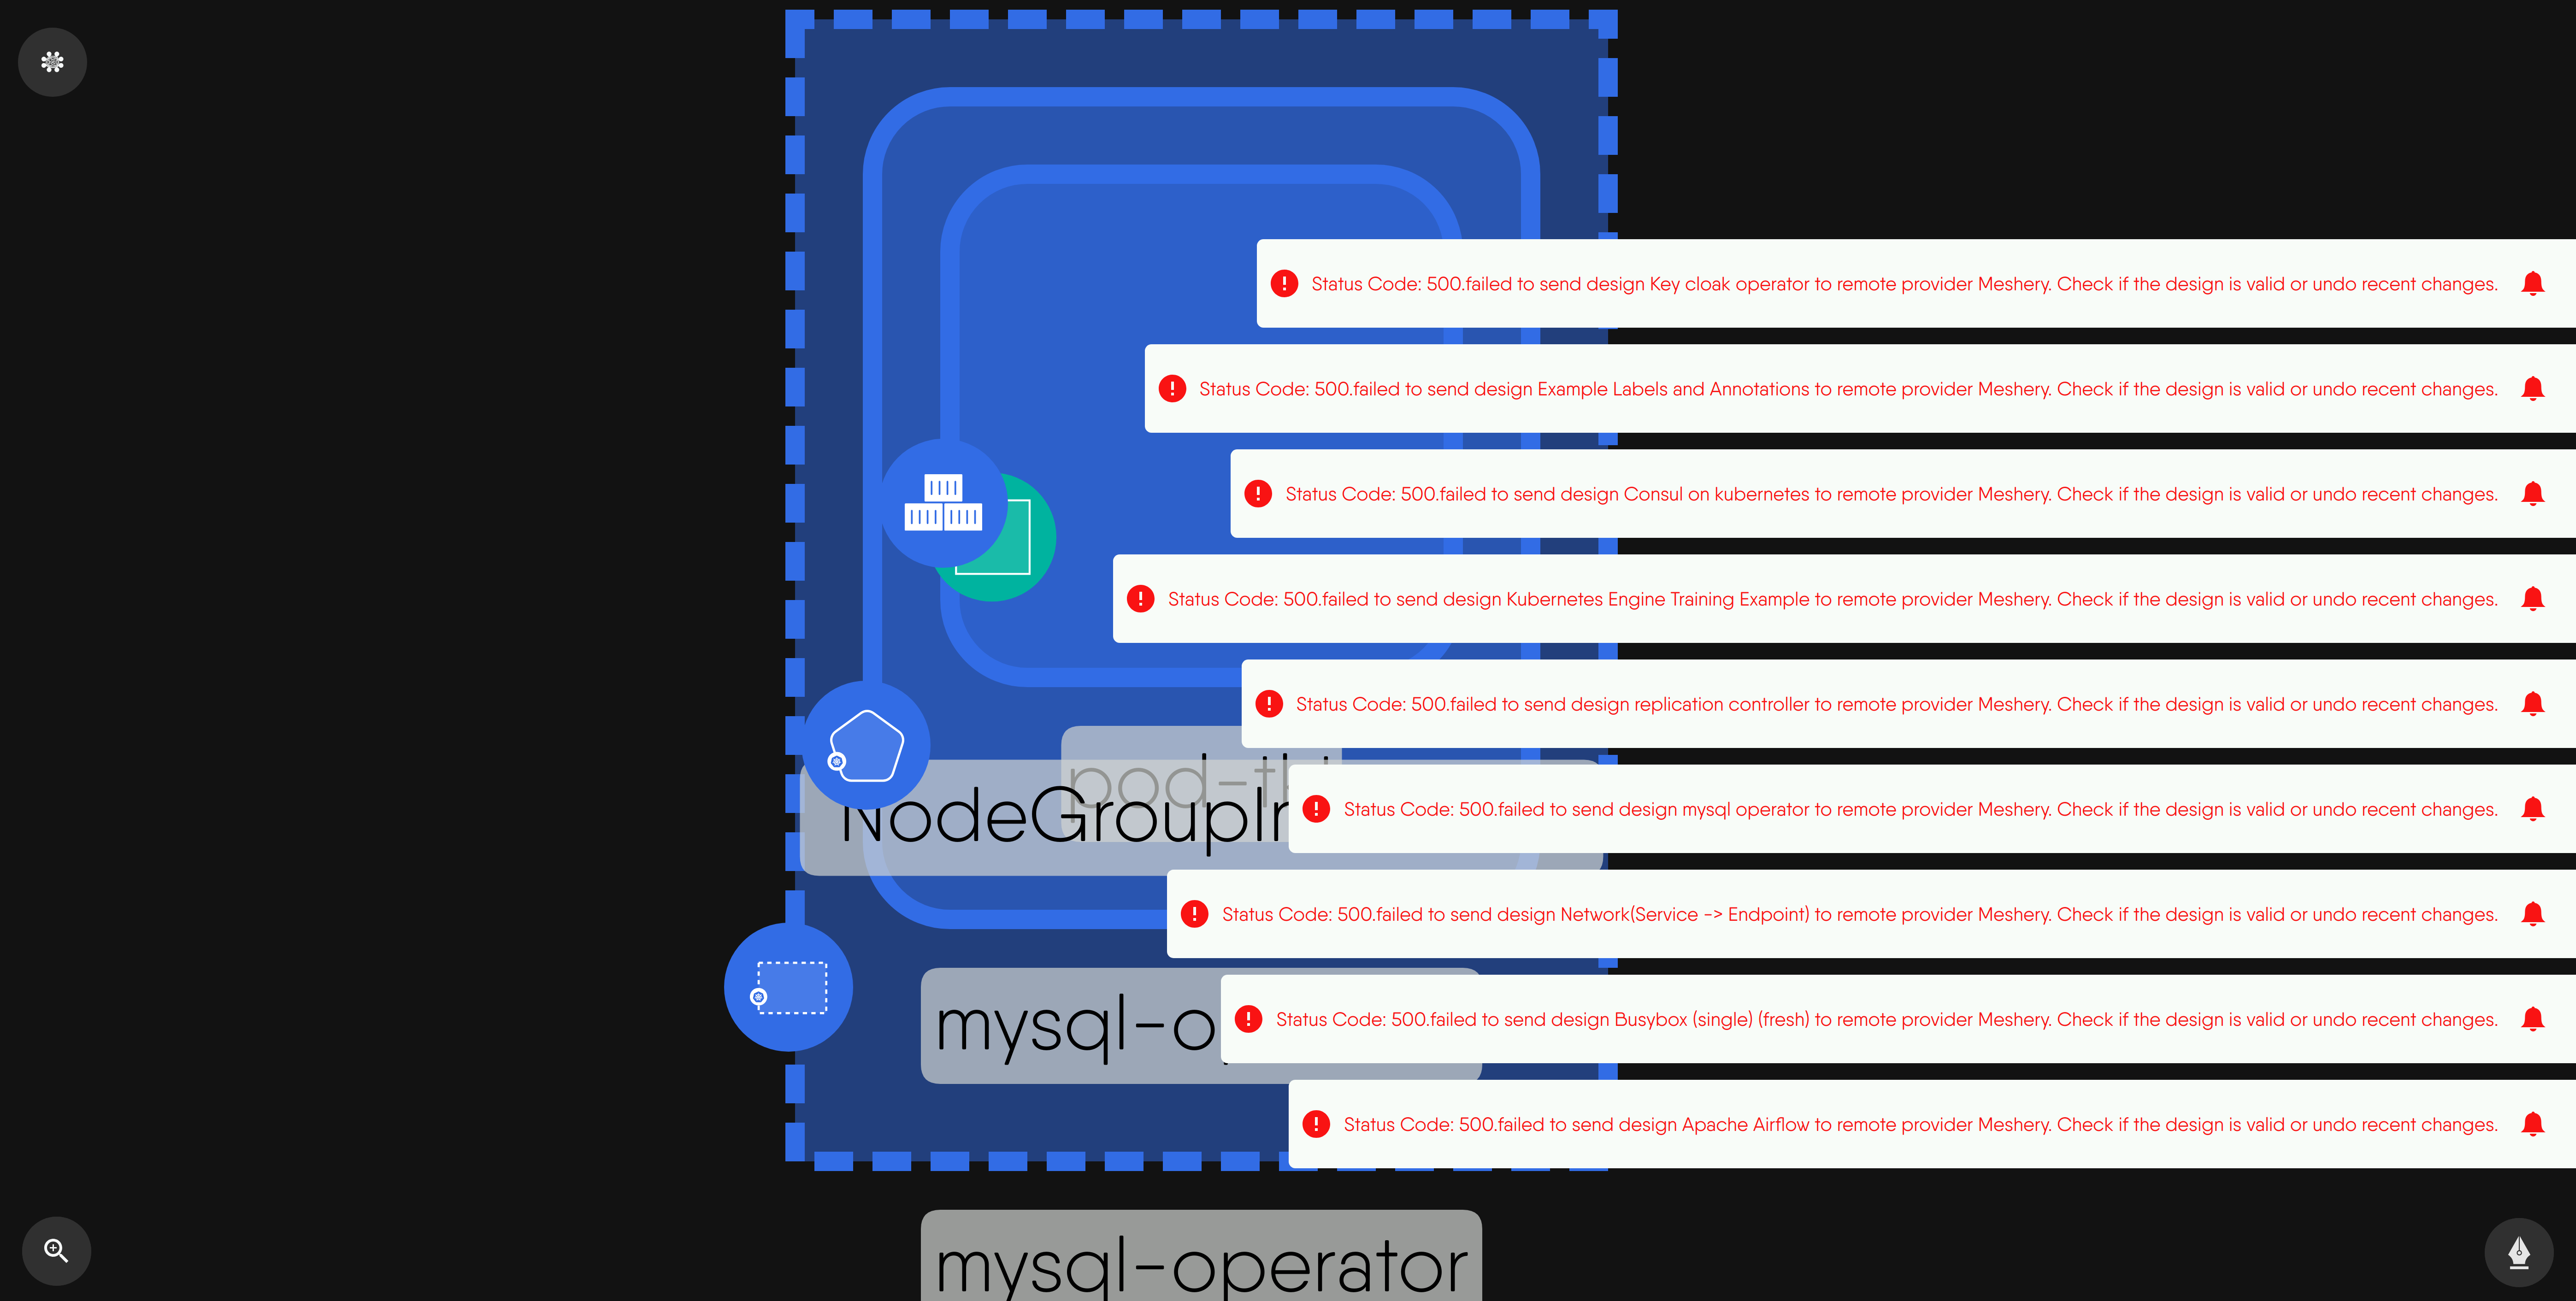 Status Code: 500.failed to send design Key cloak operator to remote provider Meshery. Check if the design is valid or undo recent changes.
Status Code: 500.failed to send design Example Labels and Annotations to remote provider Meshery. Check if the design is valid or undo recent changes.
Status Code: 500.failed to send design Consul on kubernetes to remote provider Meshery. Check if the design is valid or undo recent changes.
Status Code: 500.failed to send design Kubernetes Engine Training Example to remote provider Meshery. Check if the design is valid or undo recent changes.
Status Code: 500.failed to send design replication controller to remote provider Meshery. Check if the design is valid or undo recent changes.
Status Code: 500.failed to send design mysql operator to remote provider Meshery. Check if the design is valid or undo recent changes.
Status Code: 500.failed to send design Network(Service -> Endpoint) to remote provider Meshery. Check if the design is valid or undo recent changes.
Status Code: 500.failed to send design Busybox (single) (fresh) to remote provider Meshery. Check if the design is valid or undo recent changes.
Status Code: 500.failed to send design Apache Airflow to remote provider Meshery. Check if the design is valid or undo recent changes.
mysql-operator